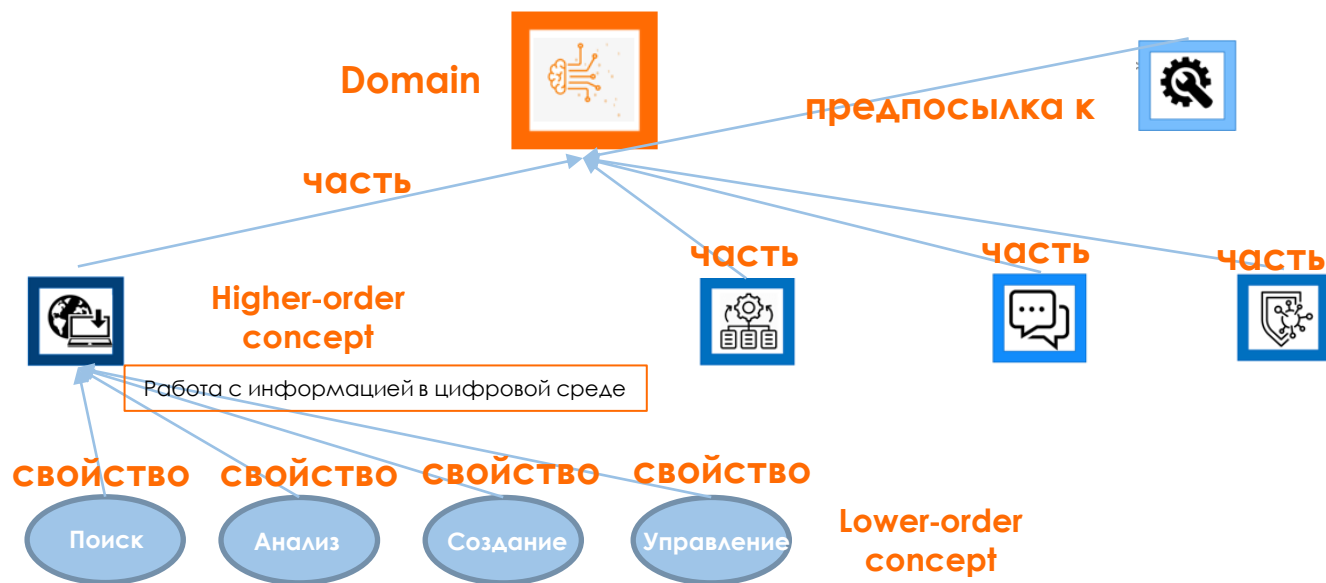 Domain
предпосылка к
часть
часть
часть
часть
Higher-order
concept
Работа с информацией в цифровой среде
свойство
свойство
свойство
свойство
Поиск
Анализ
Создание
Управление
Lower-order
concept